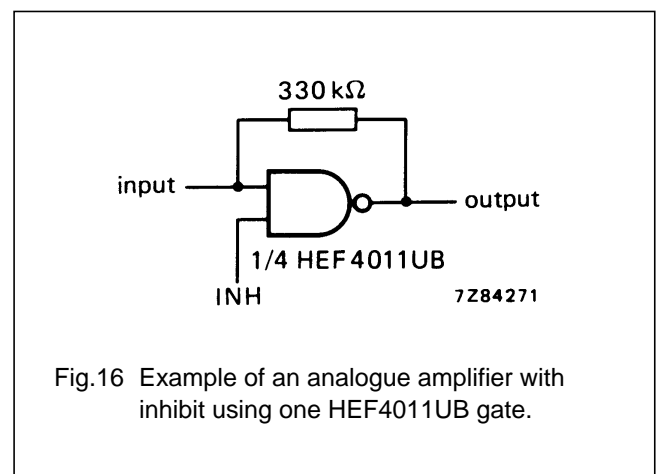 330 kΩ
input
output
1/4 HEF4011UB
INH
7Z84271
Fig.16 Example of an analogue amplifier with
inhibit using one HEF4011UB gate.